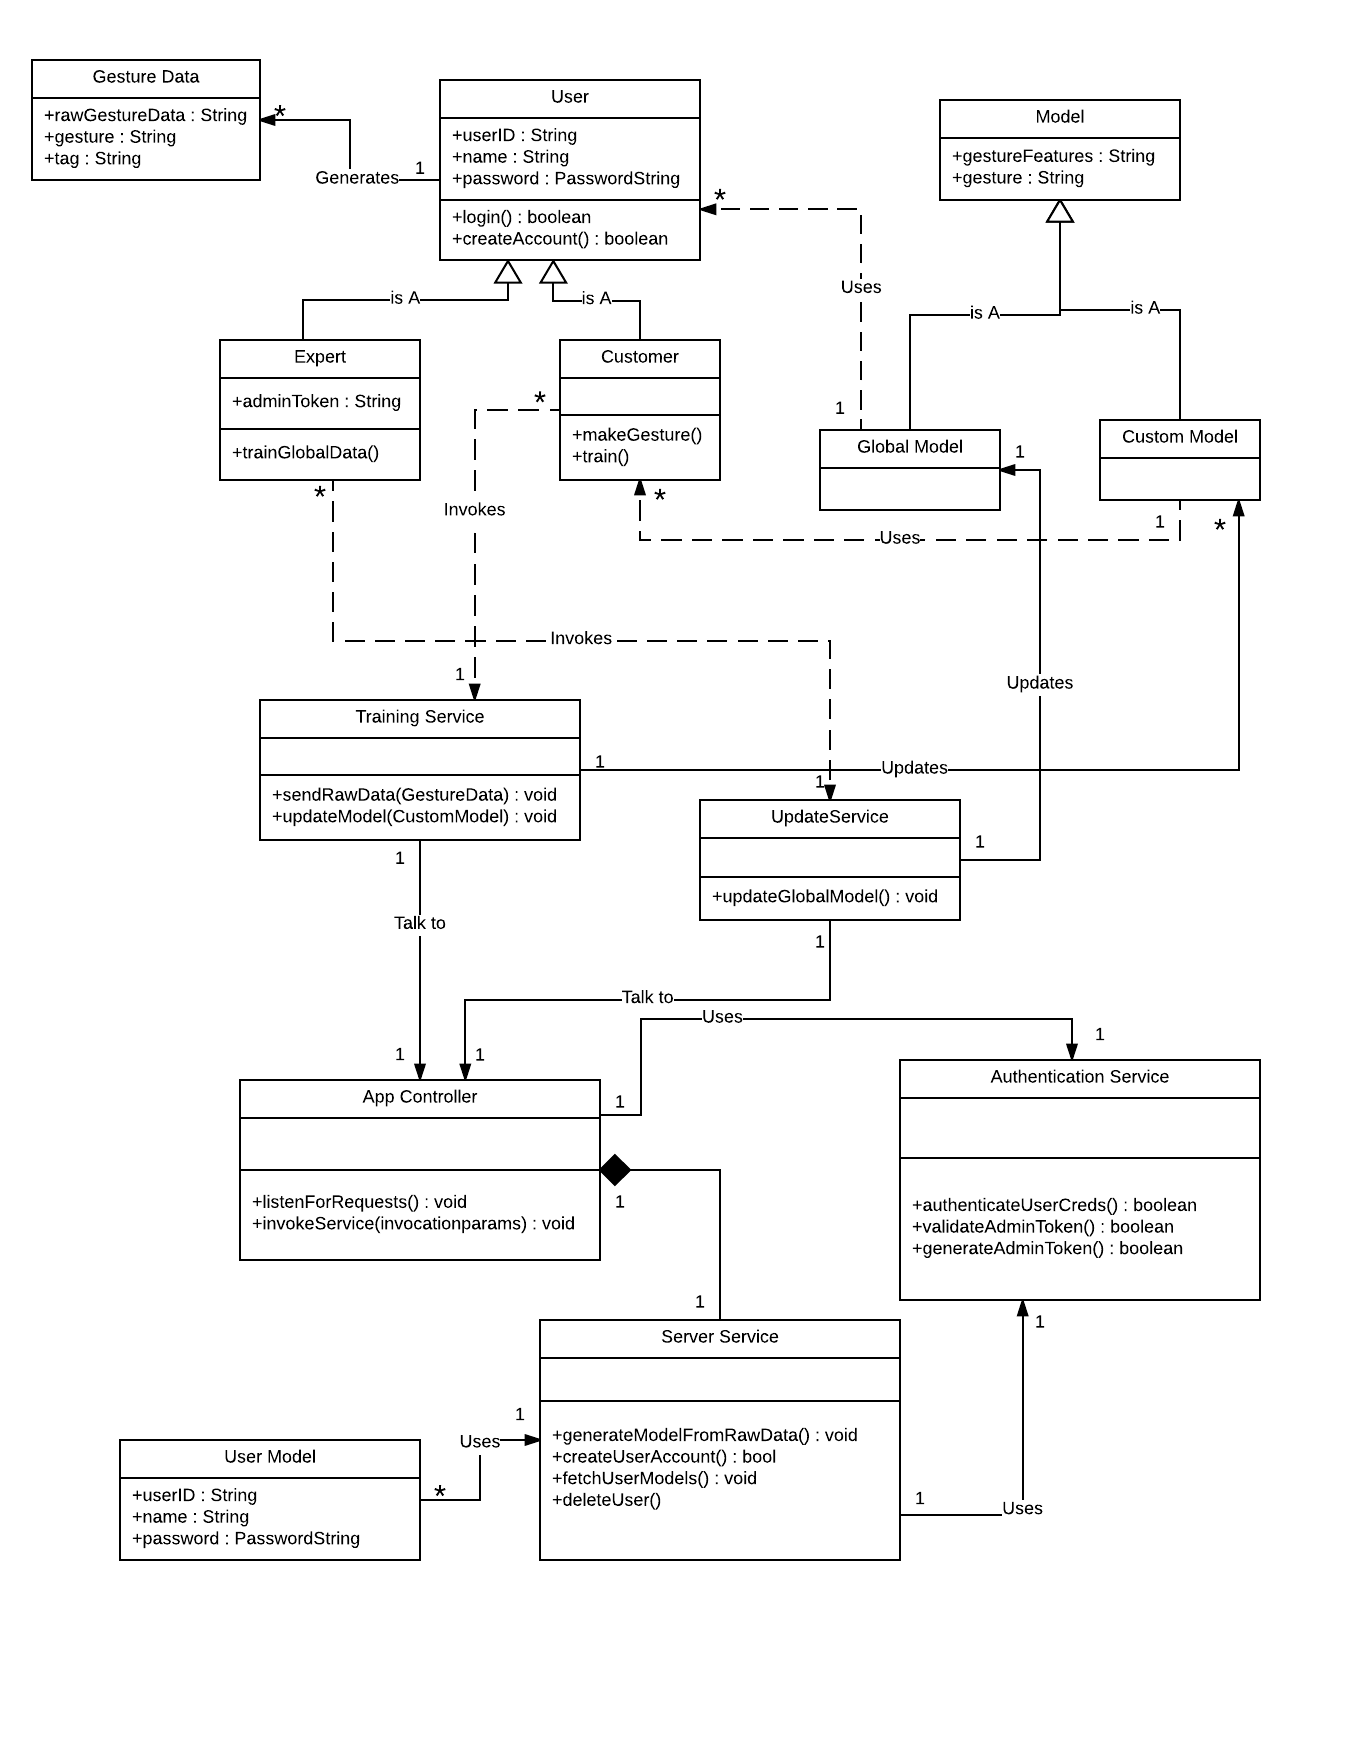 Gesture Data
+rawGestureData : String
+gesture : String
+tag : String
*
Generates
1
User
+userID : String
+name : String
+password : PasswordString
+login() : boolean
+createAccount() : boolean
*
Model
+gestureFeatures : String
+gesture : String
Uses
is A
is A
is A
is A
Expert
+adminToken : String
+trainGlobalData()
*
Customer
+makeGesture()
+train()
*
*
1
Global Model
1
Custom Model
1
*
Invokes
Uses
Invokes
1
Updates
Training Service
+sendRawData(GestureData) : void
+updateModel(CustomModel) : void
1
Updates
1
UpdateService
+updateGlobalModel() : void
1
1
1
Talk to
Talk to
Uses
1
1
1
App Controller
+listenForRequests() : void
+invokeService(invocationparams) : void
1
1
Authentication Service
+authenticateUserCreds() : boolean
+validateAdminToken() : boolean
+generateAdminToken() : boolean
1
1
Server Service
+generateModelFromRawData() : void
+createUserAccount() : bool
+fetchUserModels() : void
+deleteUser()
1
Uses
1
Uses
User Model
+userID : String
+name : String
+password : PasswordString
*